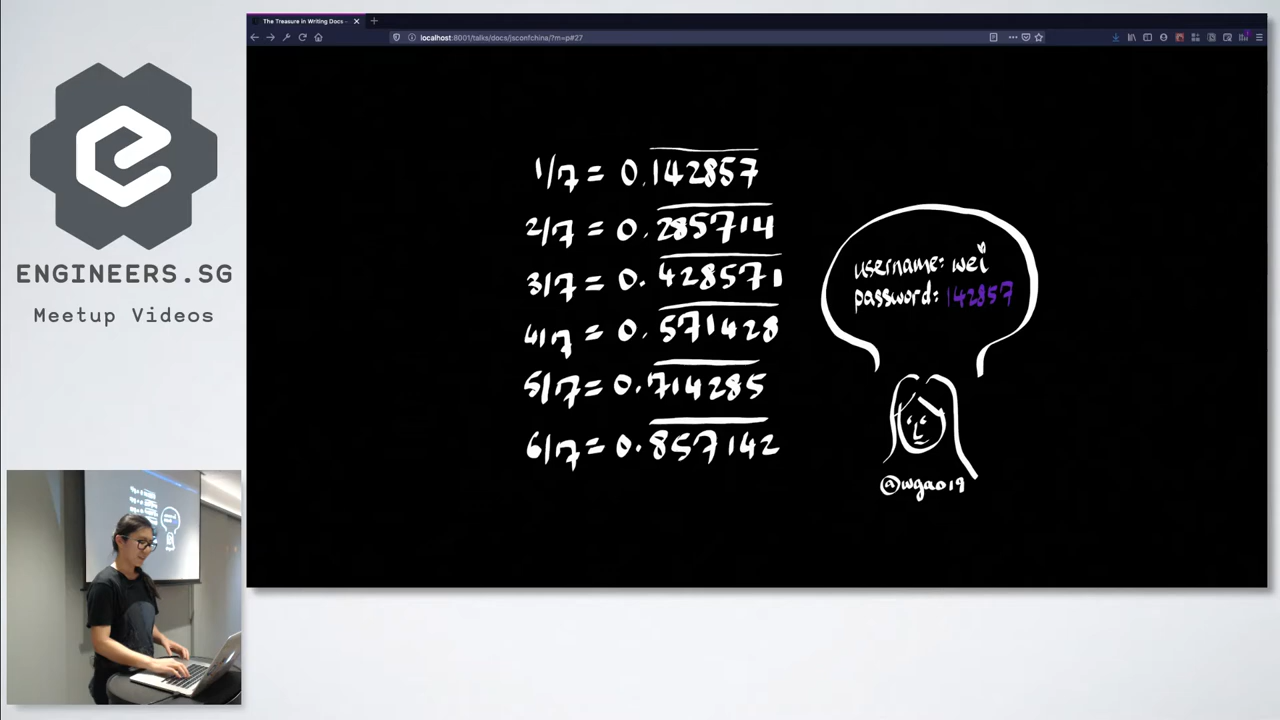 The Treasure in Writing Docs -
localhost:8001/talks/docs/jsconfchina/?m=p#27
ENGINEERS.SG
Meetup Videos
1/7 = 0.142857
2/7 = 0.285714
3/7 = 0.428571
4/7 = 0.571428
5/7 = 0.714285
6/7 = 0.857142
username: wei
password: 142857
@wgao19